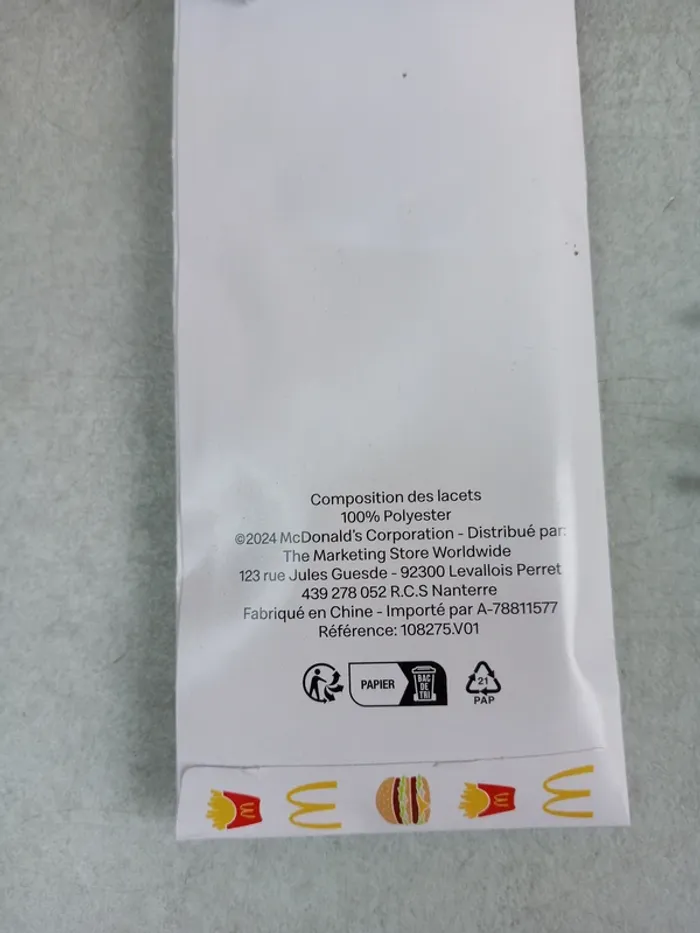 Composition des lacets
100% Polyester
©2024 McDonald's Corporation - Distribué par:
The Marketing Store Worldwide
123 rue Jules Guesde - 92300 Levallois Perret
439 278 052 R.C.S Nanterre
Fabriqué en Chine - Importé par A-78811577
Référence: 108275.V01
PAPIER
BAC
DE
TRI
21
PAP